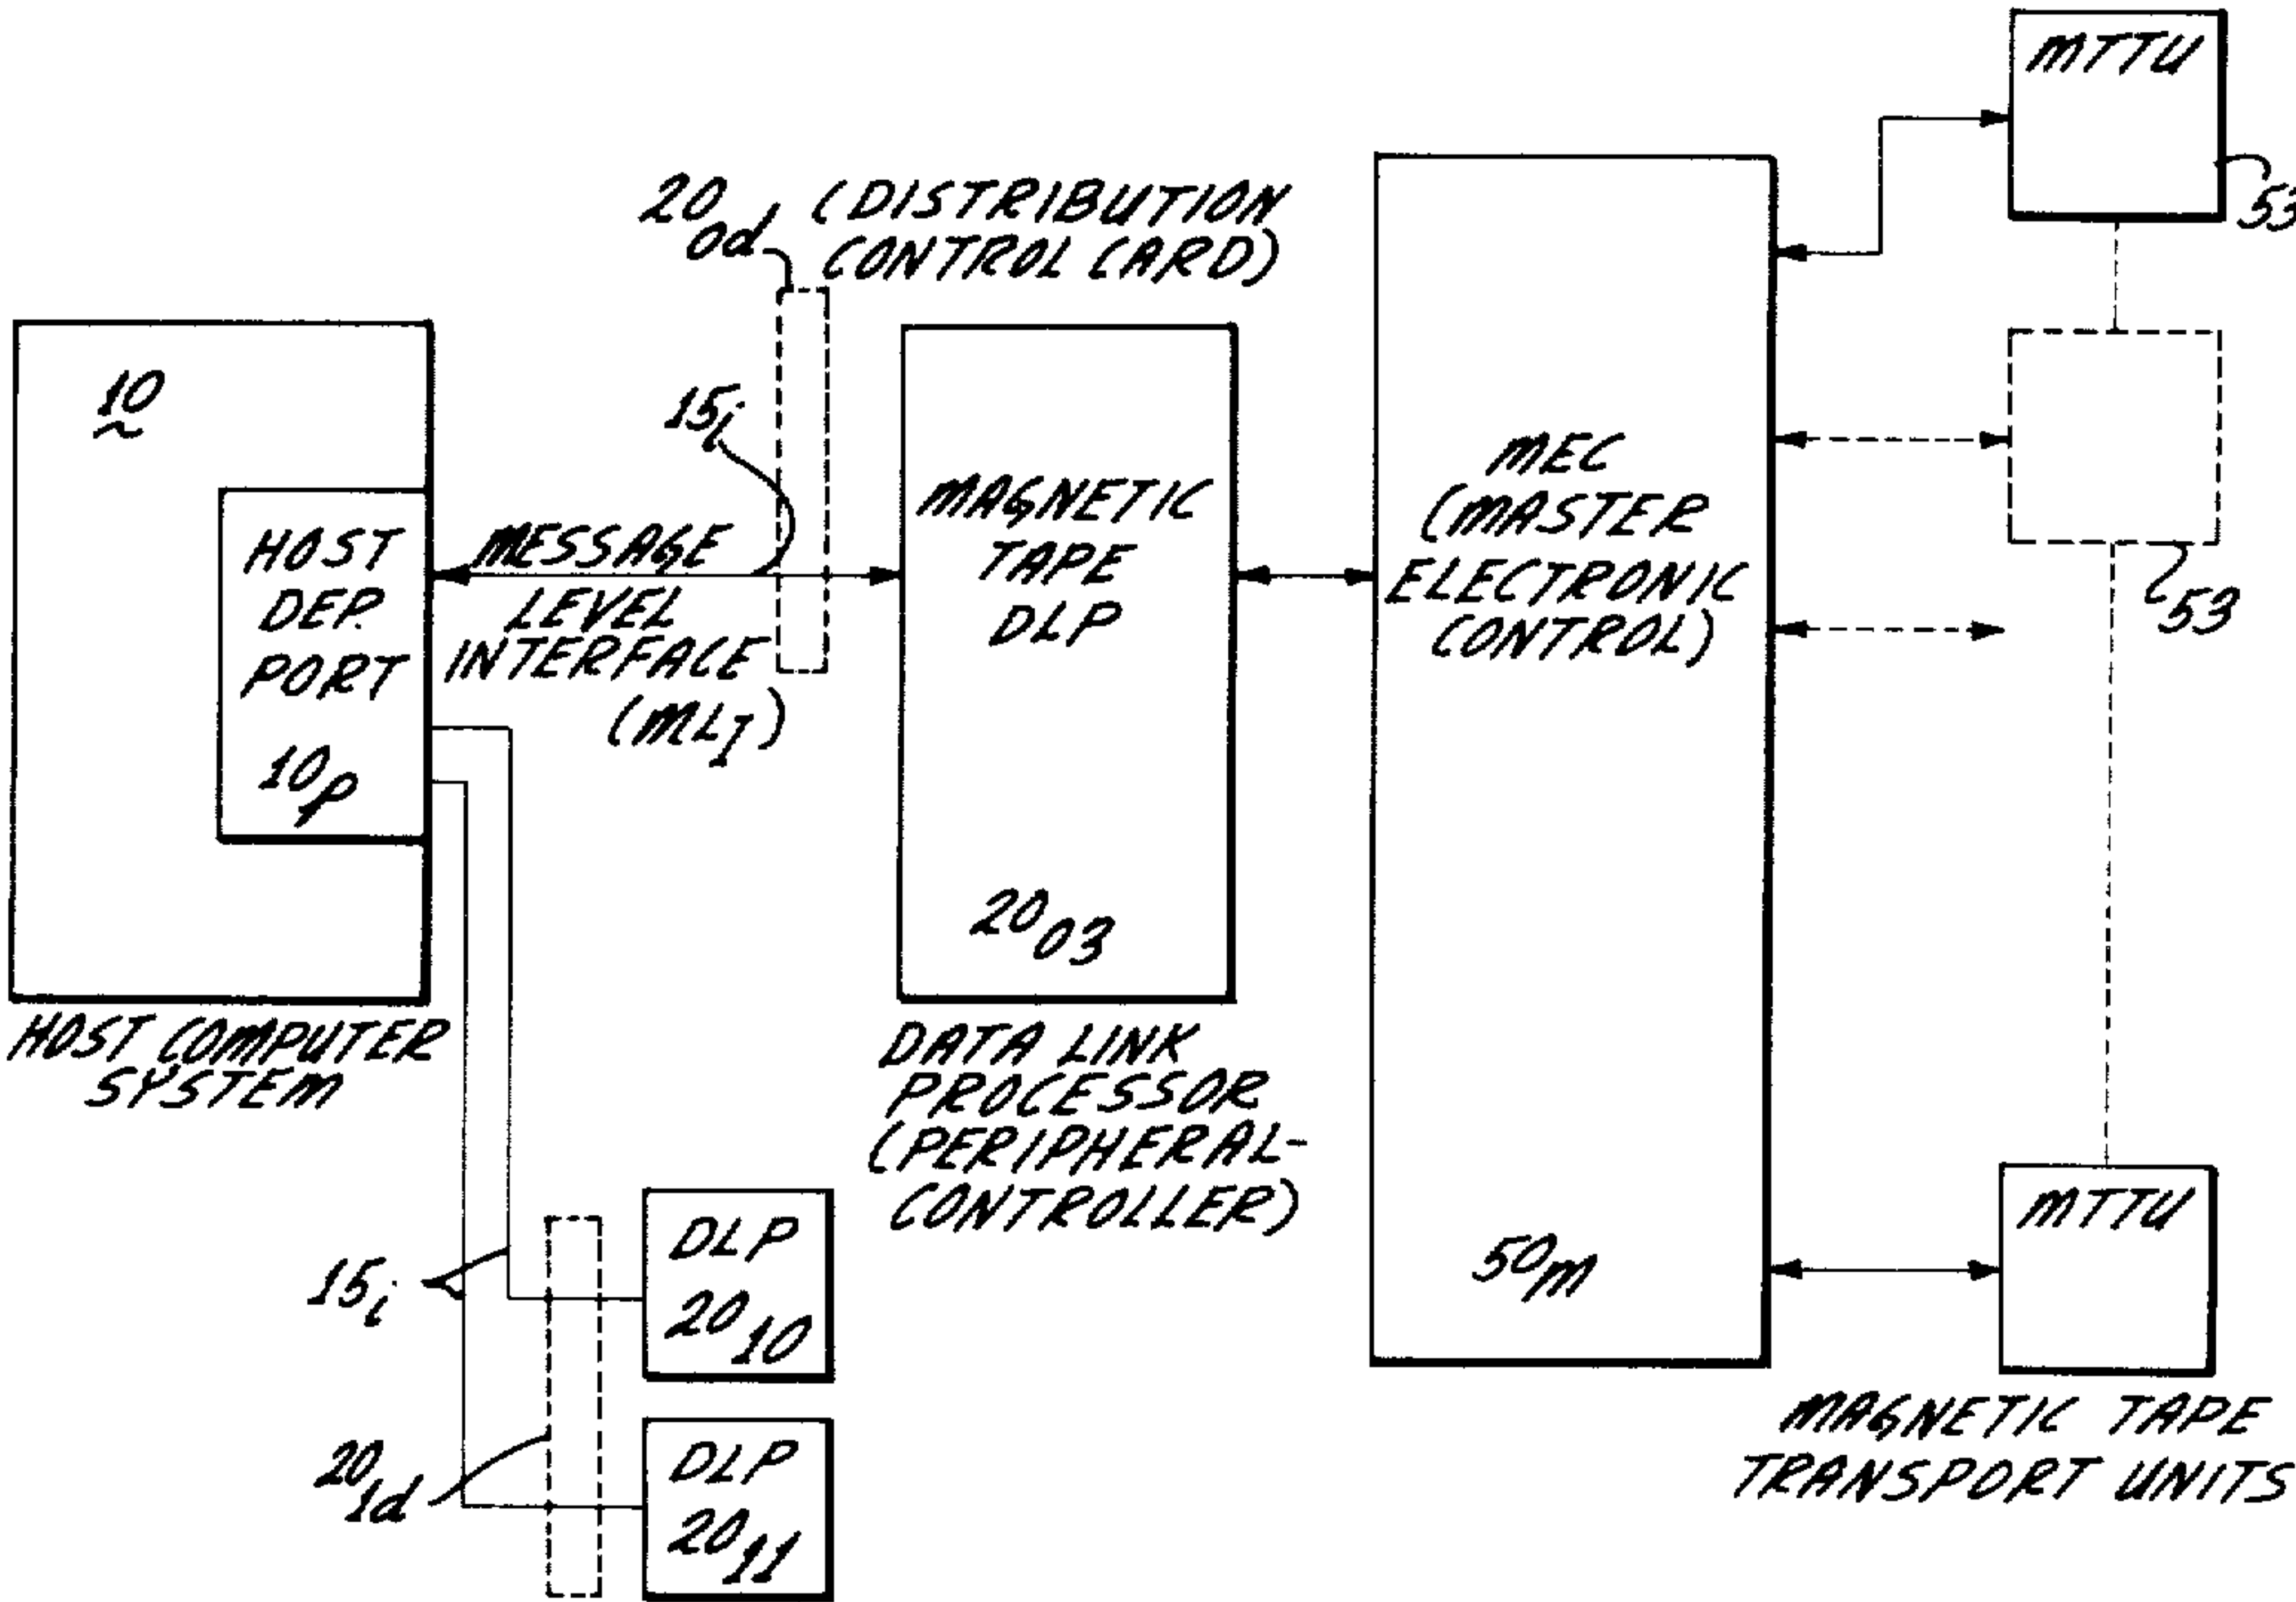 MTTU
53
20 0d (DISTRIBUTION
CONTROL CARD)
10
15i
HOST
DEP.
PORT
10p
MESSAGE
LEVEL
INTERFACE
(MLI)
MAGNETIC
TAPE
DLP
20 03
MEC
(MASTER
ELECTRONIC
CONTROL)
50m
53
HOST COMPUTER
SYSTEM
DATA LINK
PROCESSOR
(PERIPHERAL-
CONTROLLER)
MTTU
MAGNETIC TAPE
TRANSPORT UNITS
15i
DLP
20 10
20 1d
DLP
20 11